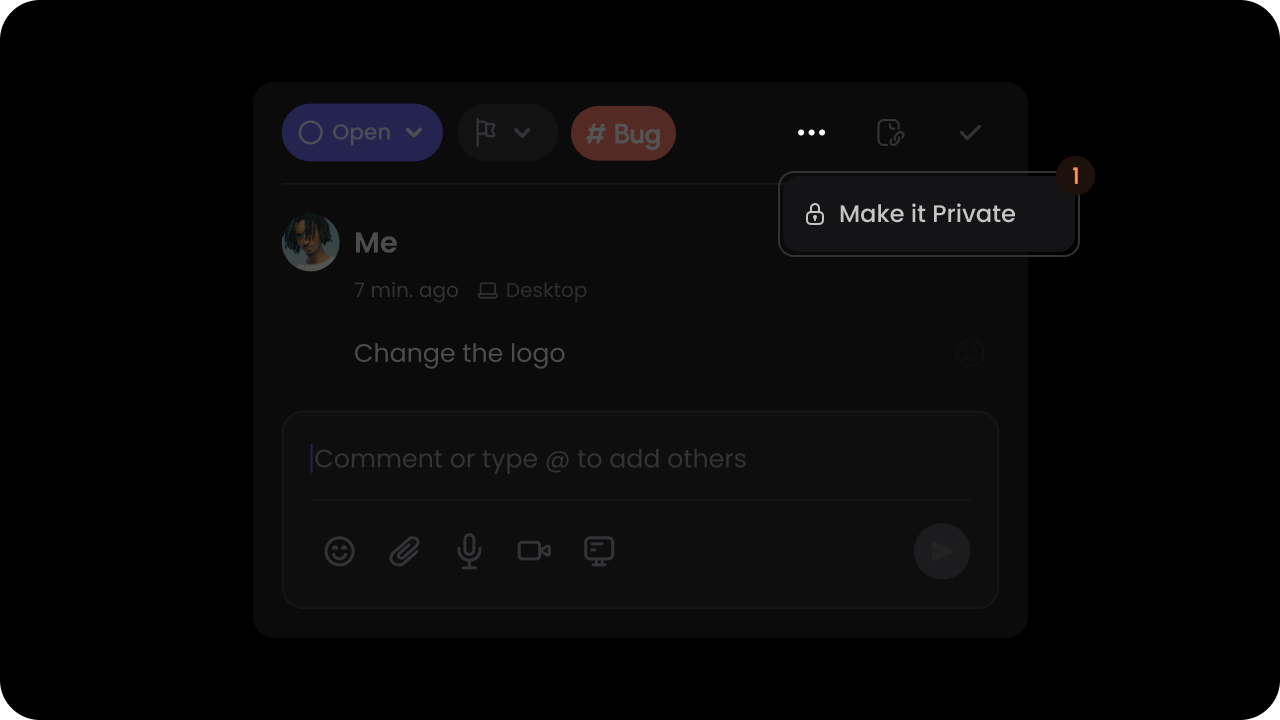 Open
# Bug
1
Make it Private
Me
7 min. ago Desktop
Change the logo
Comment or type @ to add others